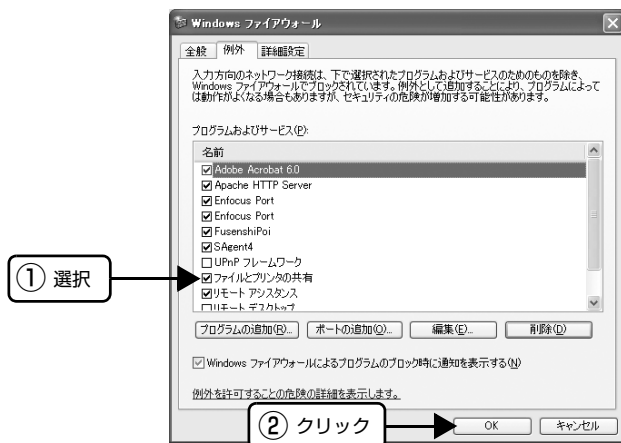 Windows ファイアウォール
全般 例外 詳細設定
入力方向のネットワーク接続は、下で選択されたプログラムおよびサービスのためのものを除き、
Windows ファイアウォールでブロックされています。例外として追加することにより、プログラムによって
は動作がよくなる場合もありますが、セキュリティの危険が増加する可能性があります。
プログラムおよびサービス(P):
名前
Adobe Acrobat 6.0
Apache HTTP Server
Enfocus Port
Enfocus Port
FusenshiPoi
SAgent4
UPnP フレームワーク
① 選択
ファイルとプリンタの共有
リモート アシスタンス
リモート デスクトップ
プログラムの追加(R)... ポートの追加(O)... 編集(E)... 削除(D)
Windows ファイアウォールによるプログラムのブロック時に通知を表示する(N)
例外を許可することの危険の詳細を表示します。
② クリック
OK キャンセル